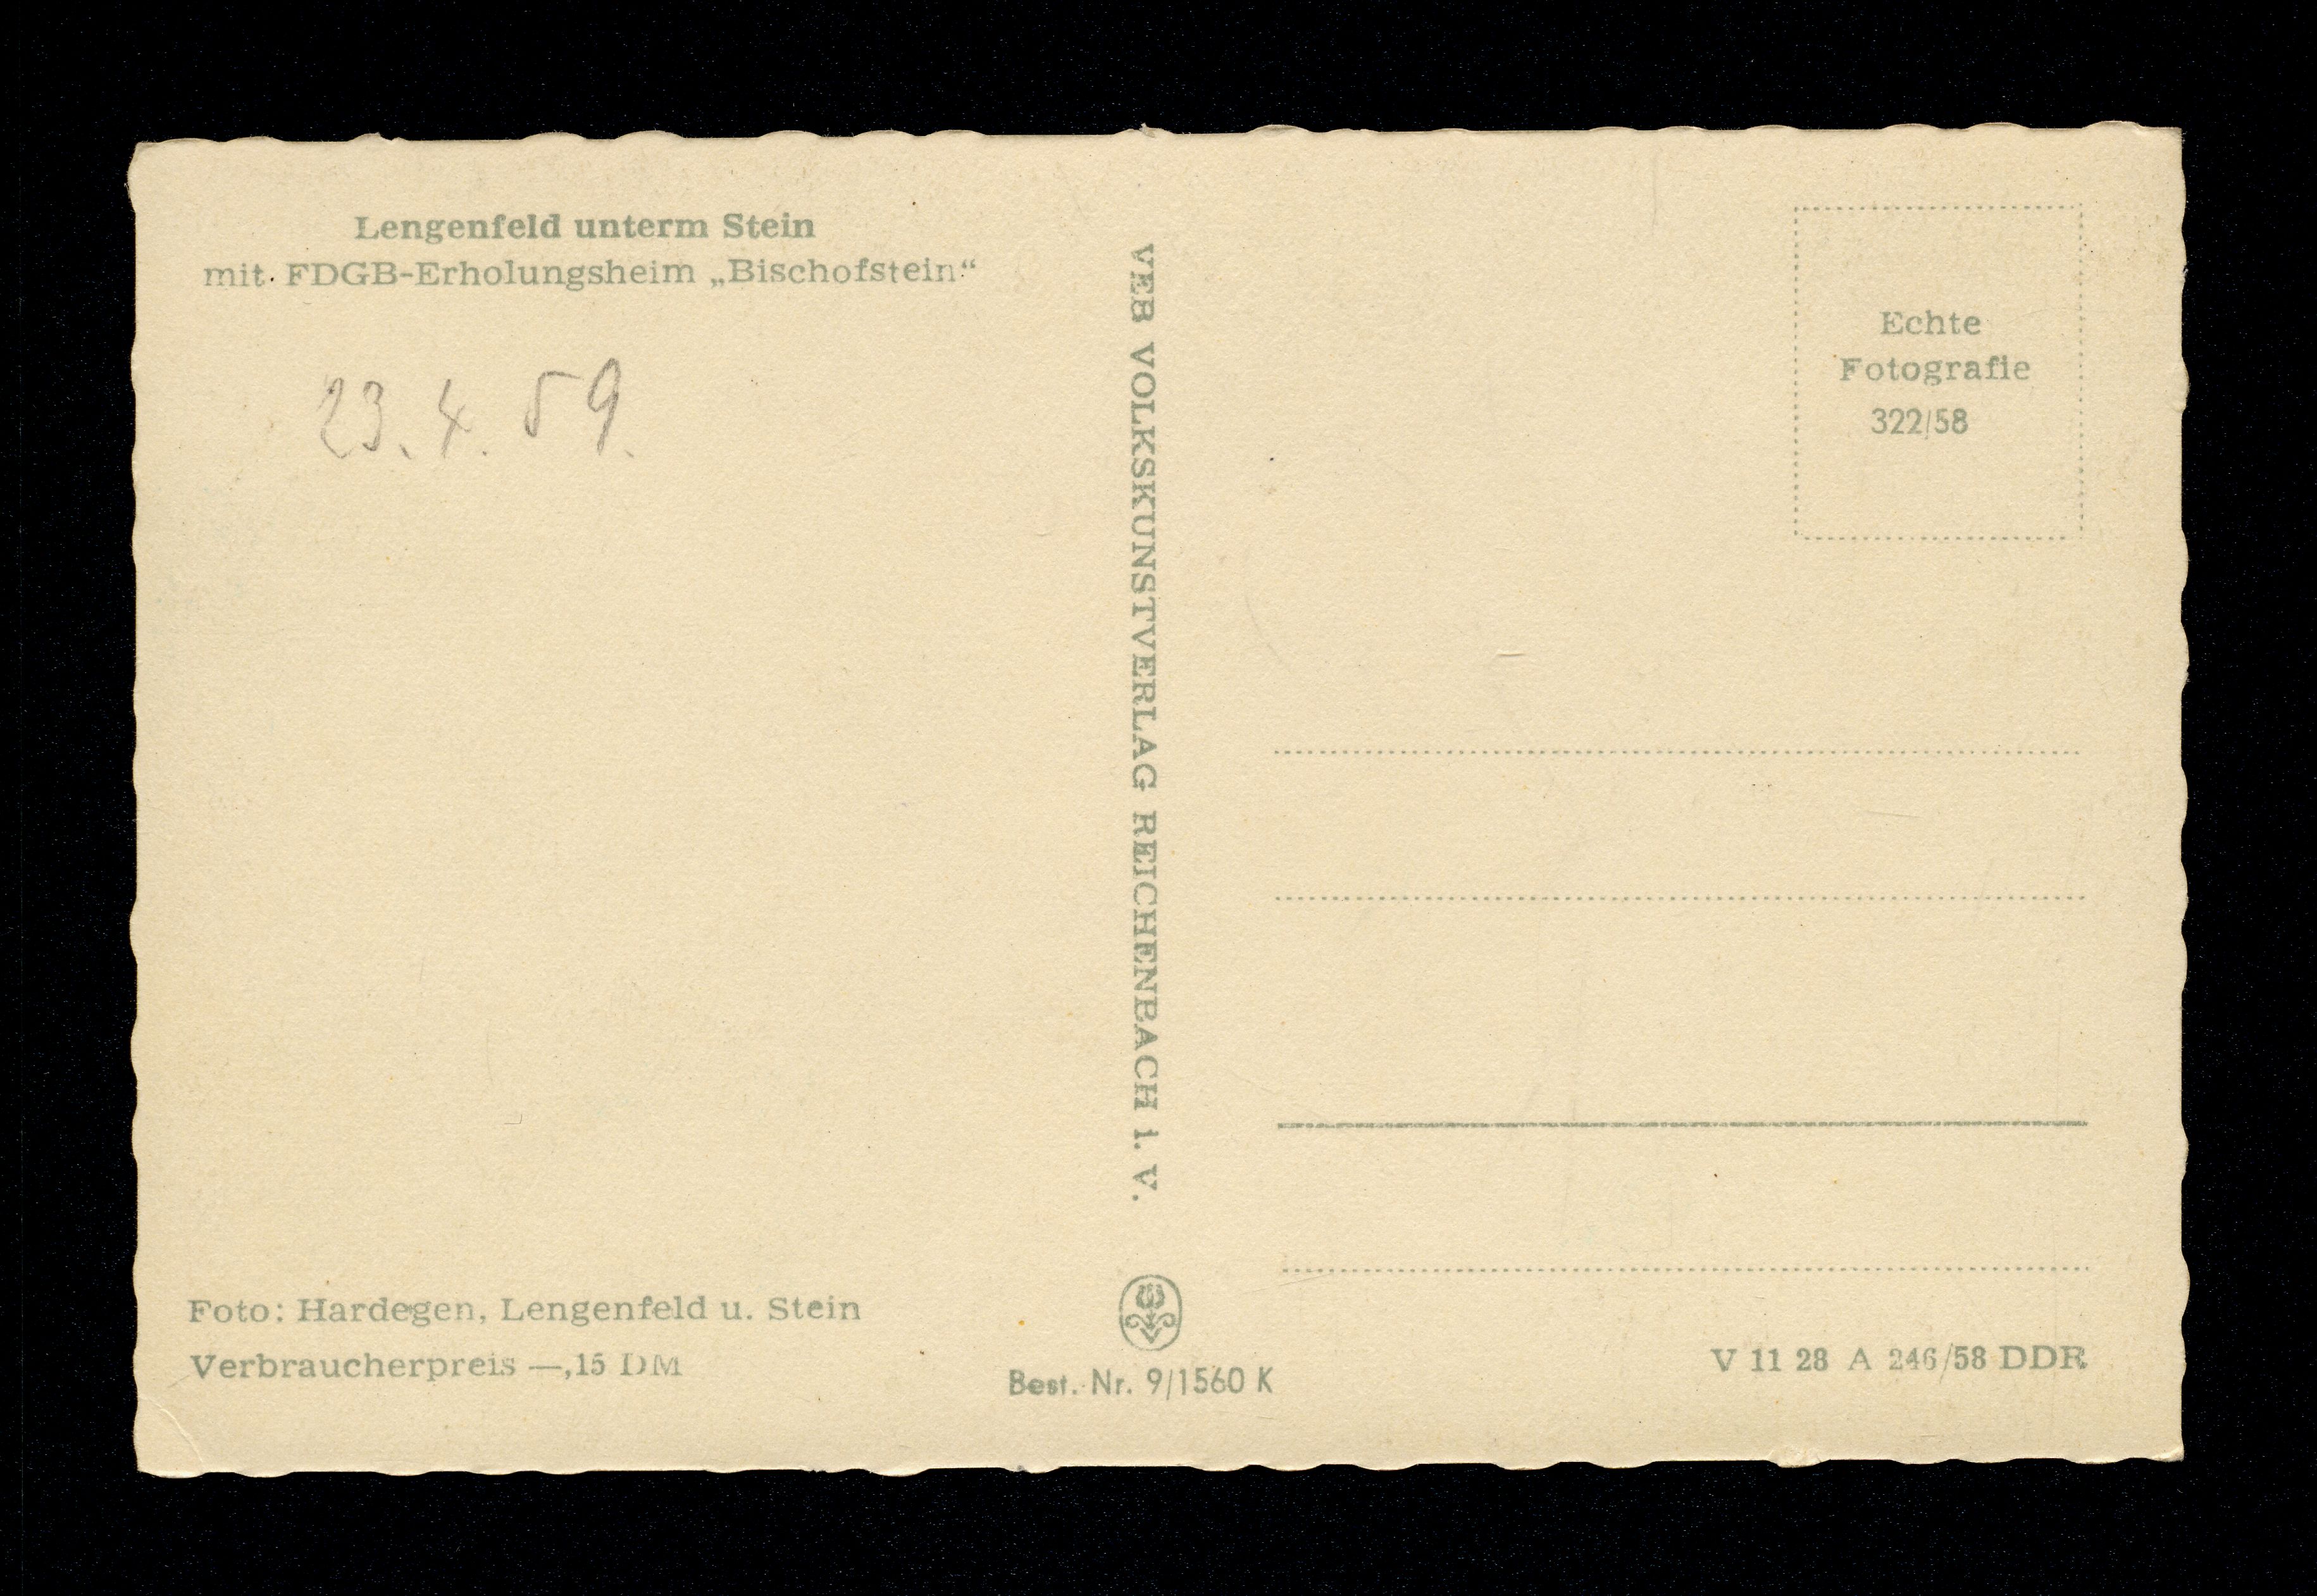 Lengenfeld unterm Stein
mit FDGB-Erholungsheim „Bischofstein“
23. 4. 59.
Foto: Hardegen, Lengenfeld u. Stein
Verbraucherpreis —,15 DM
VEB VOLKSKUNSTVERLAG REICHENBACH i. V.
Best.-Nr. 9/1560 K
Echte
Fotografie
322/58
V 11 28 A 246/58 DDR